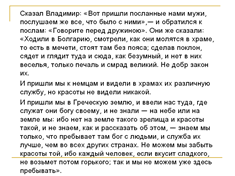 Сказал Владимир: «Вот пришли посланные нами мужи,
послушаем же все, что было с ними»,— и обратился к
послам: «Говорите перед дружиною». Они же сказали:
«Ходили в Болгарию, смотрели, как они молятся в храме,
то есть в мечети, стоят там без пояса; сделав поклон,
сядет и глядит туда и сюда, как безумный, и нет в них
веселья, только печаль и смрад великий. Не добр закон
их.
И пришли мы к немцам и видели в храмах их различную
службу, но красоты не видели никакой.
И пришли мы в Греческую землю, и ввели нас туда, где
служат они богу своему, и не знали — на небе или на
земле мы: ибо нет на земле такого зрелища и красоты
такой, и не знаем, как и рассказать об этом, — знаем мы
только, что пребывает там бог с людьми, и служба их
лучше, чем во всех других странах. Не можем мы забыть
красоты той, ибо каждый человек, если вкусит сладкого,
не возьмет потом горького; так и мы не можем уже здесь
пребывать».